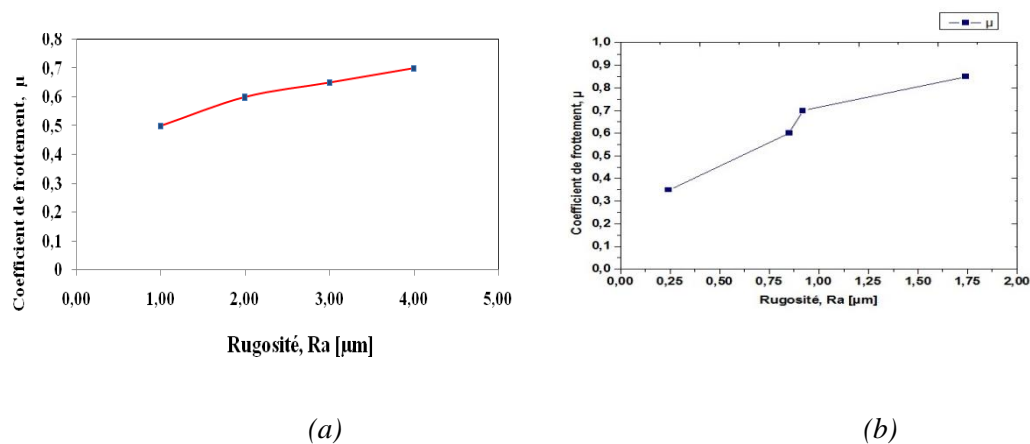 Coefficient de frottement, µ
0,8
0,7
0,6
0,5
0,4
0,3
0,2
0,1
0
0,00 1,00 2,00 3,00 4,00 5,00
Rugosité, Ra [µm]
(a)
µ
Coefficient de frottement, µ
1,0
0,9
0,8
0,7
0,6
0,5
0,4
0,3
0,2
0,1
0,0
0,00 0,25 0,50 0,75 1,00 1,25 1,50 1,75 2,00
Rugosité, Ra [µm]
(b)